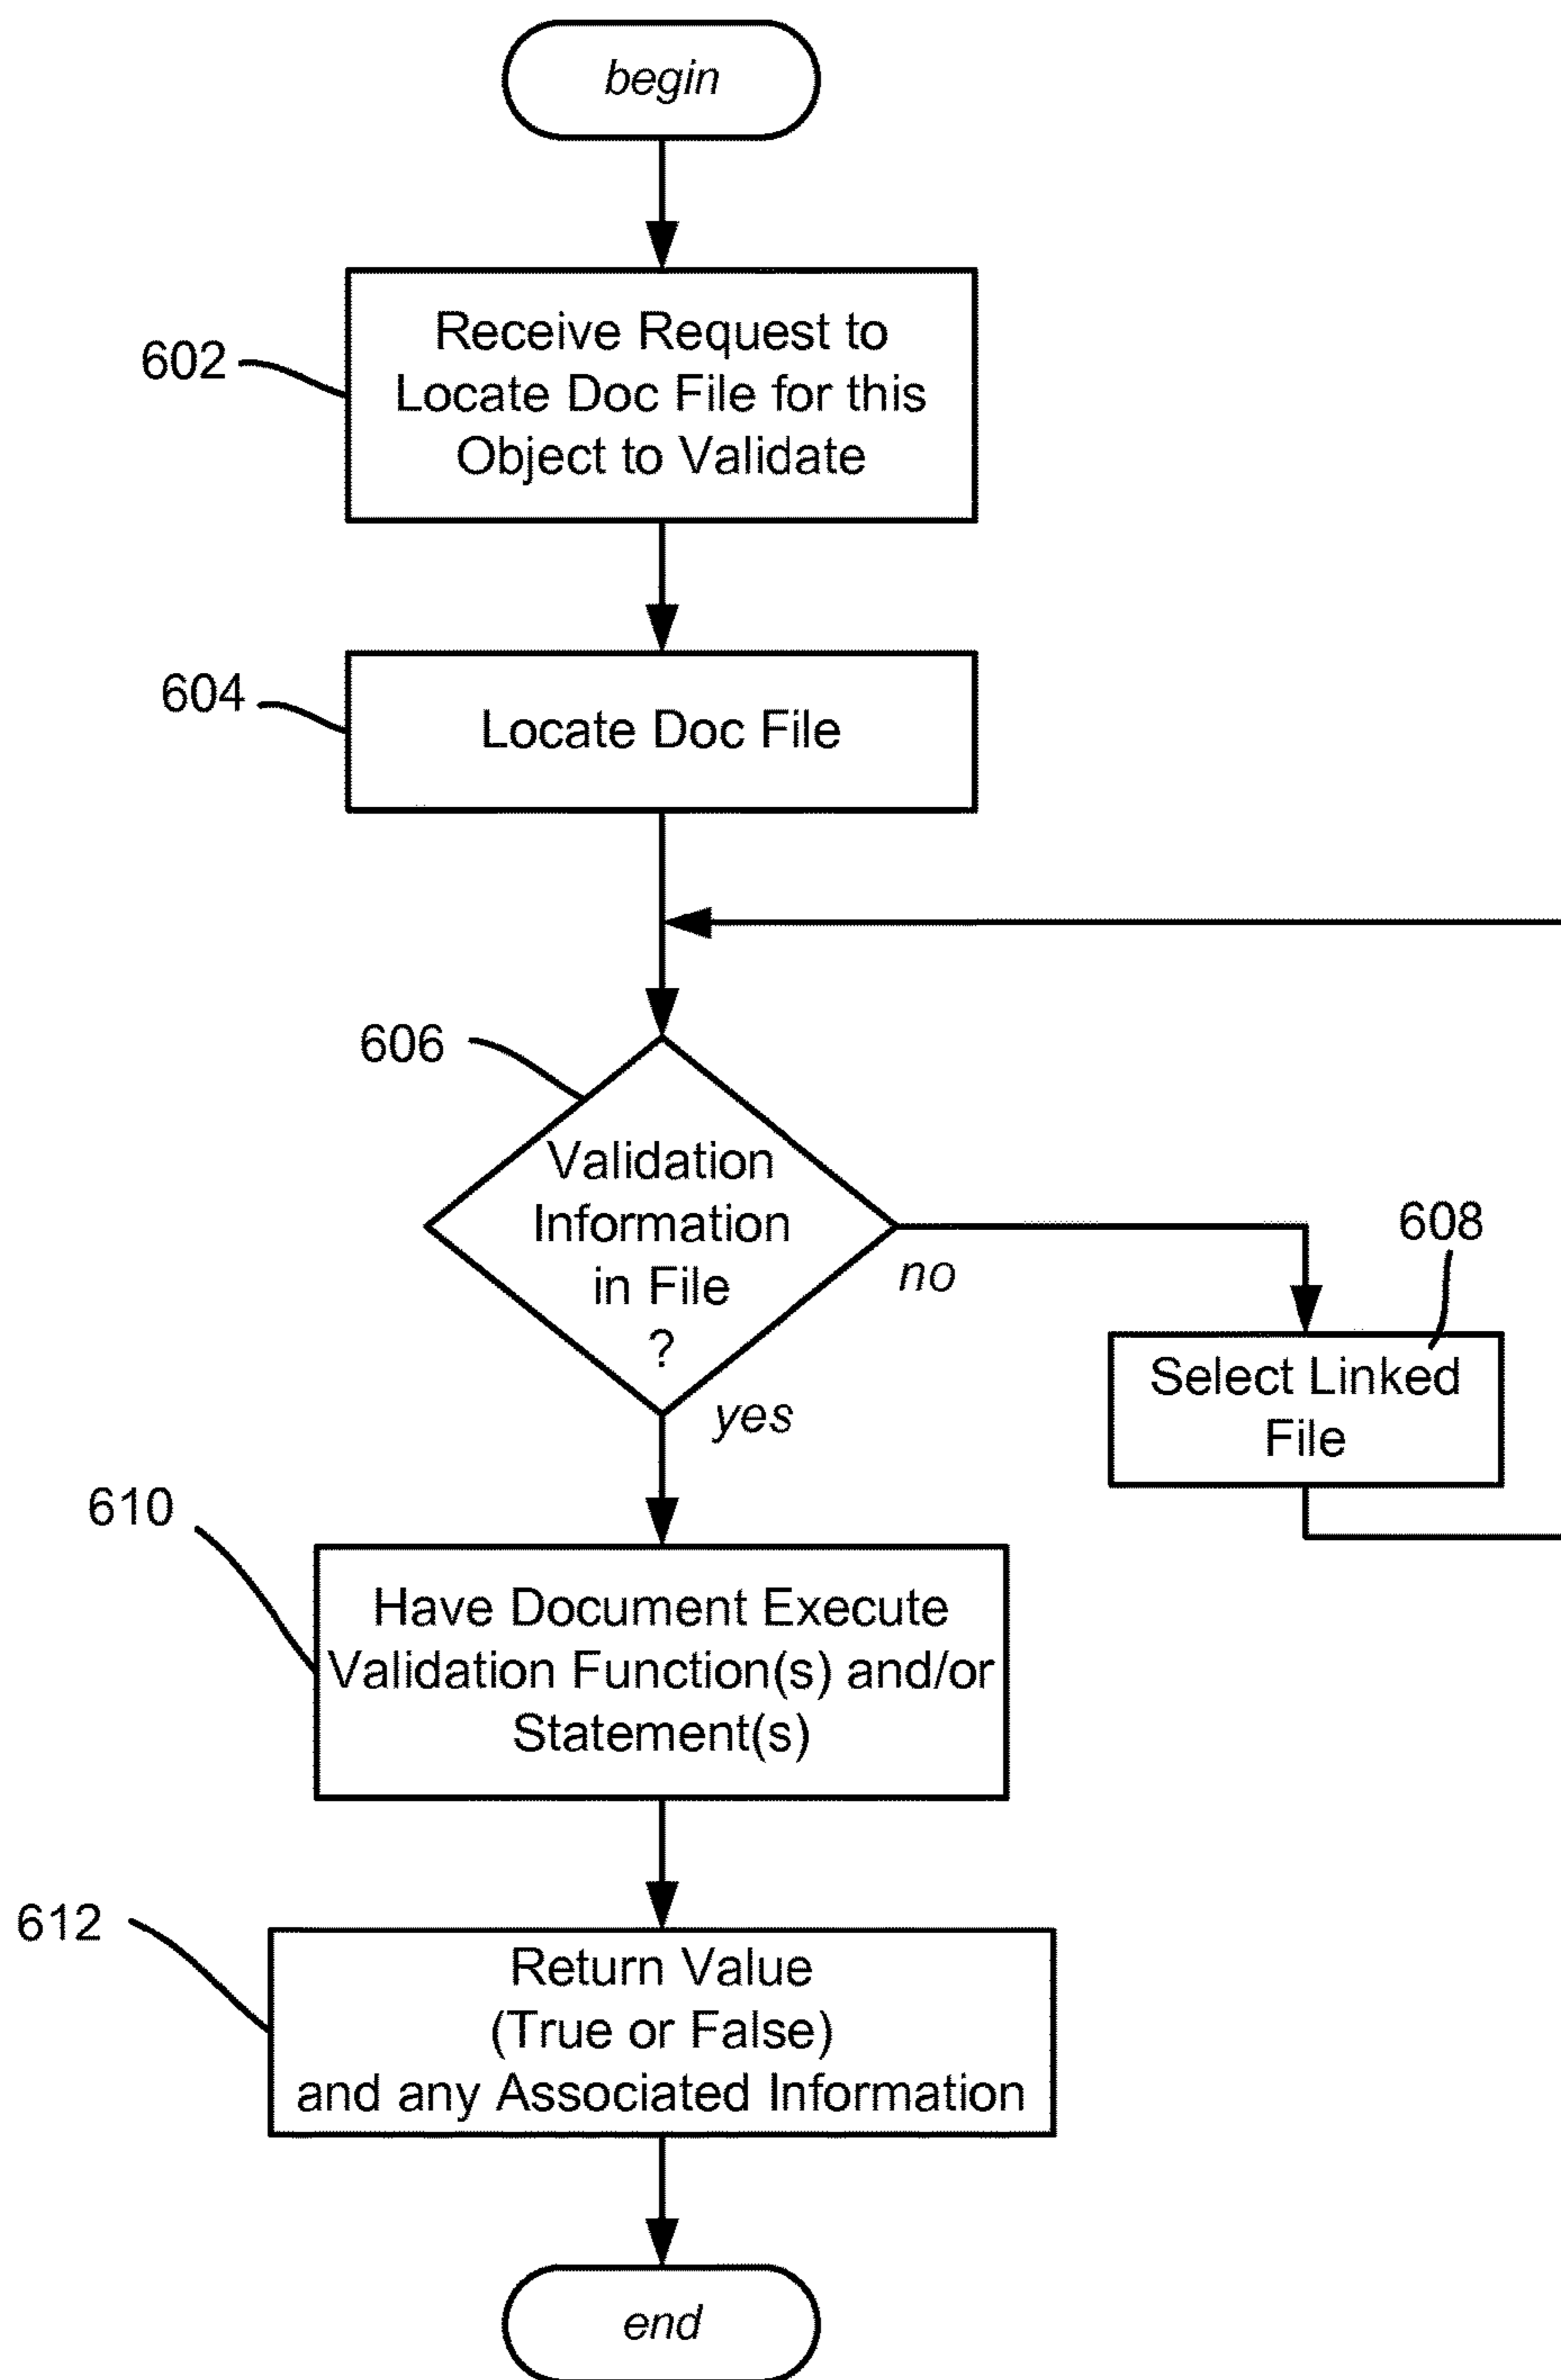 begin
602
Receive Request to
Locate Doc File for this
Object to Validate
604
Locate Doc File
606
Validation
Information
in File
?
no
yes
608
Select Linked
File
610
Have Document Execute
Validation Function(s) and/or
Statement(s)
612
Return Value
(True or False)
and any Associated Information
end